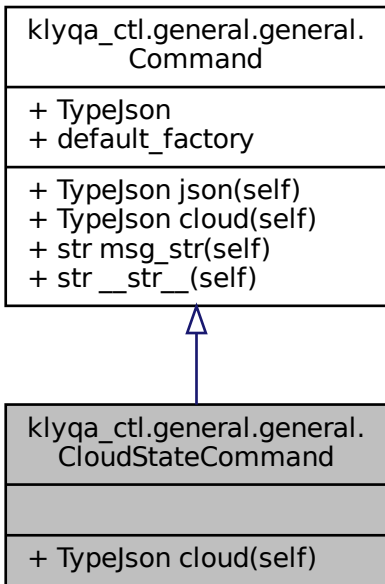 klyqa_ctl.general.general.
Command
+ TypeJson
+ default_factory
+ TypeJson json(self)
+ TypeJson cloud(self)
+ str msg_str(self)
+ str __str__(self)
klyqa_ctl.general.general.
CloudStateCommand
+ TypeJson cloud(self)